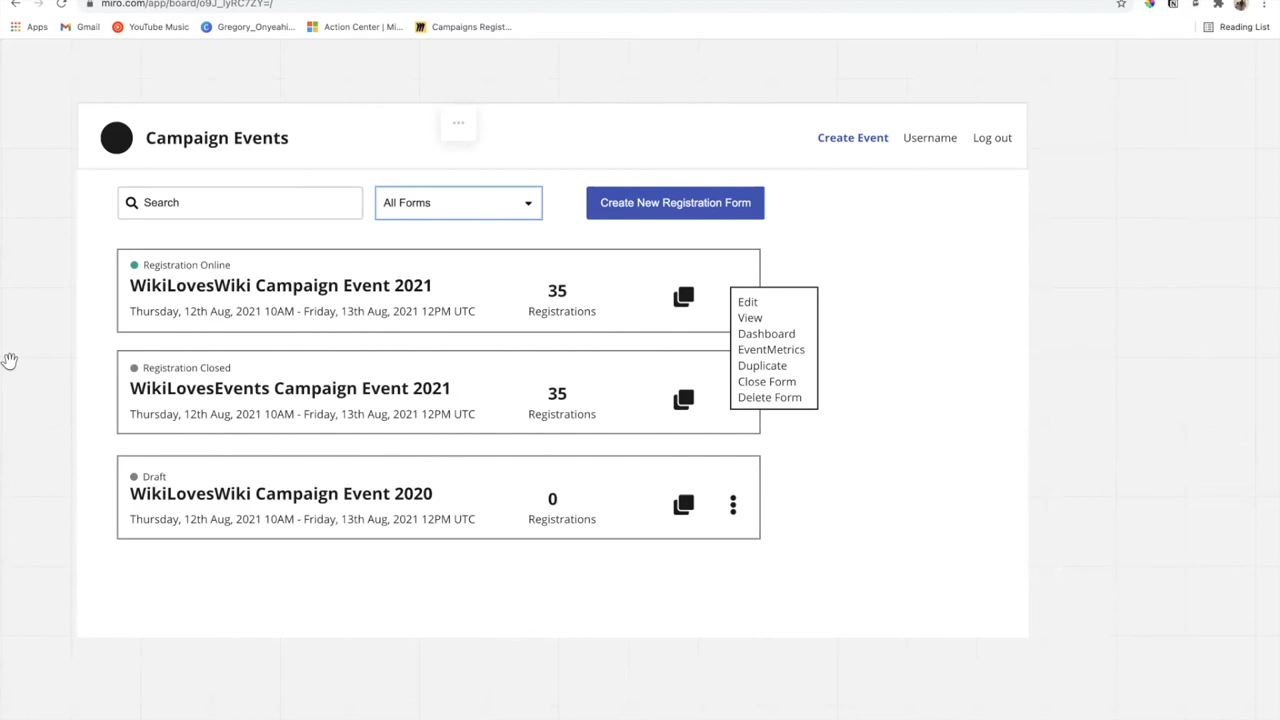 miro.com/app/board/o9J_lyRC7ZY=/
Apps
Gmail
YouTube Music
Gregory_Onyeahi...
Action Center | Mi...
Campaigns Regist...
Reading List
Campaign Events
Create Event
Username
Log out
Search
All Forms
Create New Registration Form
Registration Online
WikiLovesWiki Campaign Event 2021
Thursday, 12th Aug, 2021 10AM - Friday, 13th Aug, 2021 12PM UTC
35
Registrations
Edit
View
Dashboard
EventMetrics
Duplicate
Close Form
Delete Form
Registration Closed
WikiLovesEvents Campaign Event 2021
Thursday, 12th Aug, 2021 10AM - Friday, 13th Aug, 2021 12PM UTC
35
Registrations
Draft
WikiLovesWiki Campaign Event 2020
Thursday, 12th Aug, 2021 10AM - Friday, 13th Aug, 2021 12PM UTC
0
Registrations